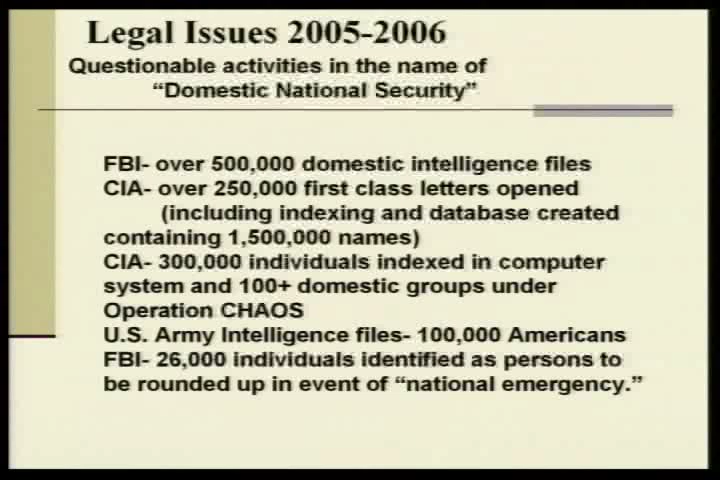 Legal Issues 2005-2006
Questionable activities in the name of
“Domestic National Security”
FBI- over 500,000 domestic intelligence files
CIA- over 250,000 first class letters opened
(including indexing and database created
containing 1,500,000 names)
CIA- 300,000 individuals indexed in computer
system and 100+ domestic groups under
Operation CHAOS
U.S. Army Intelligence files- 100,000 Americans
FBI- 26,000 individuals identified as persons to
be rounded up in event of “national emergency.”